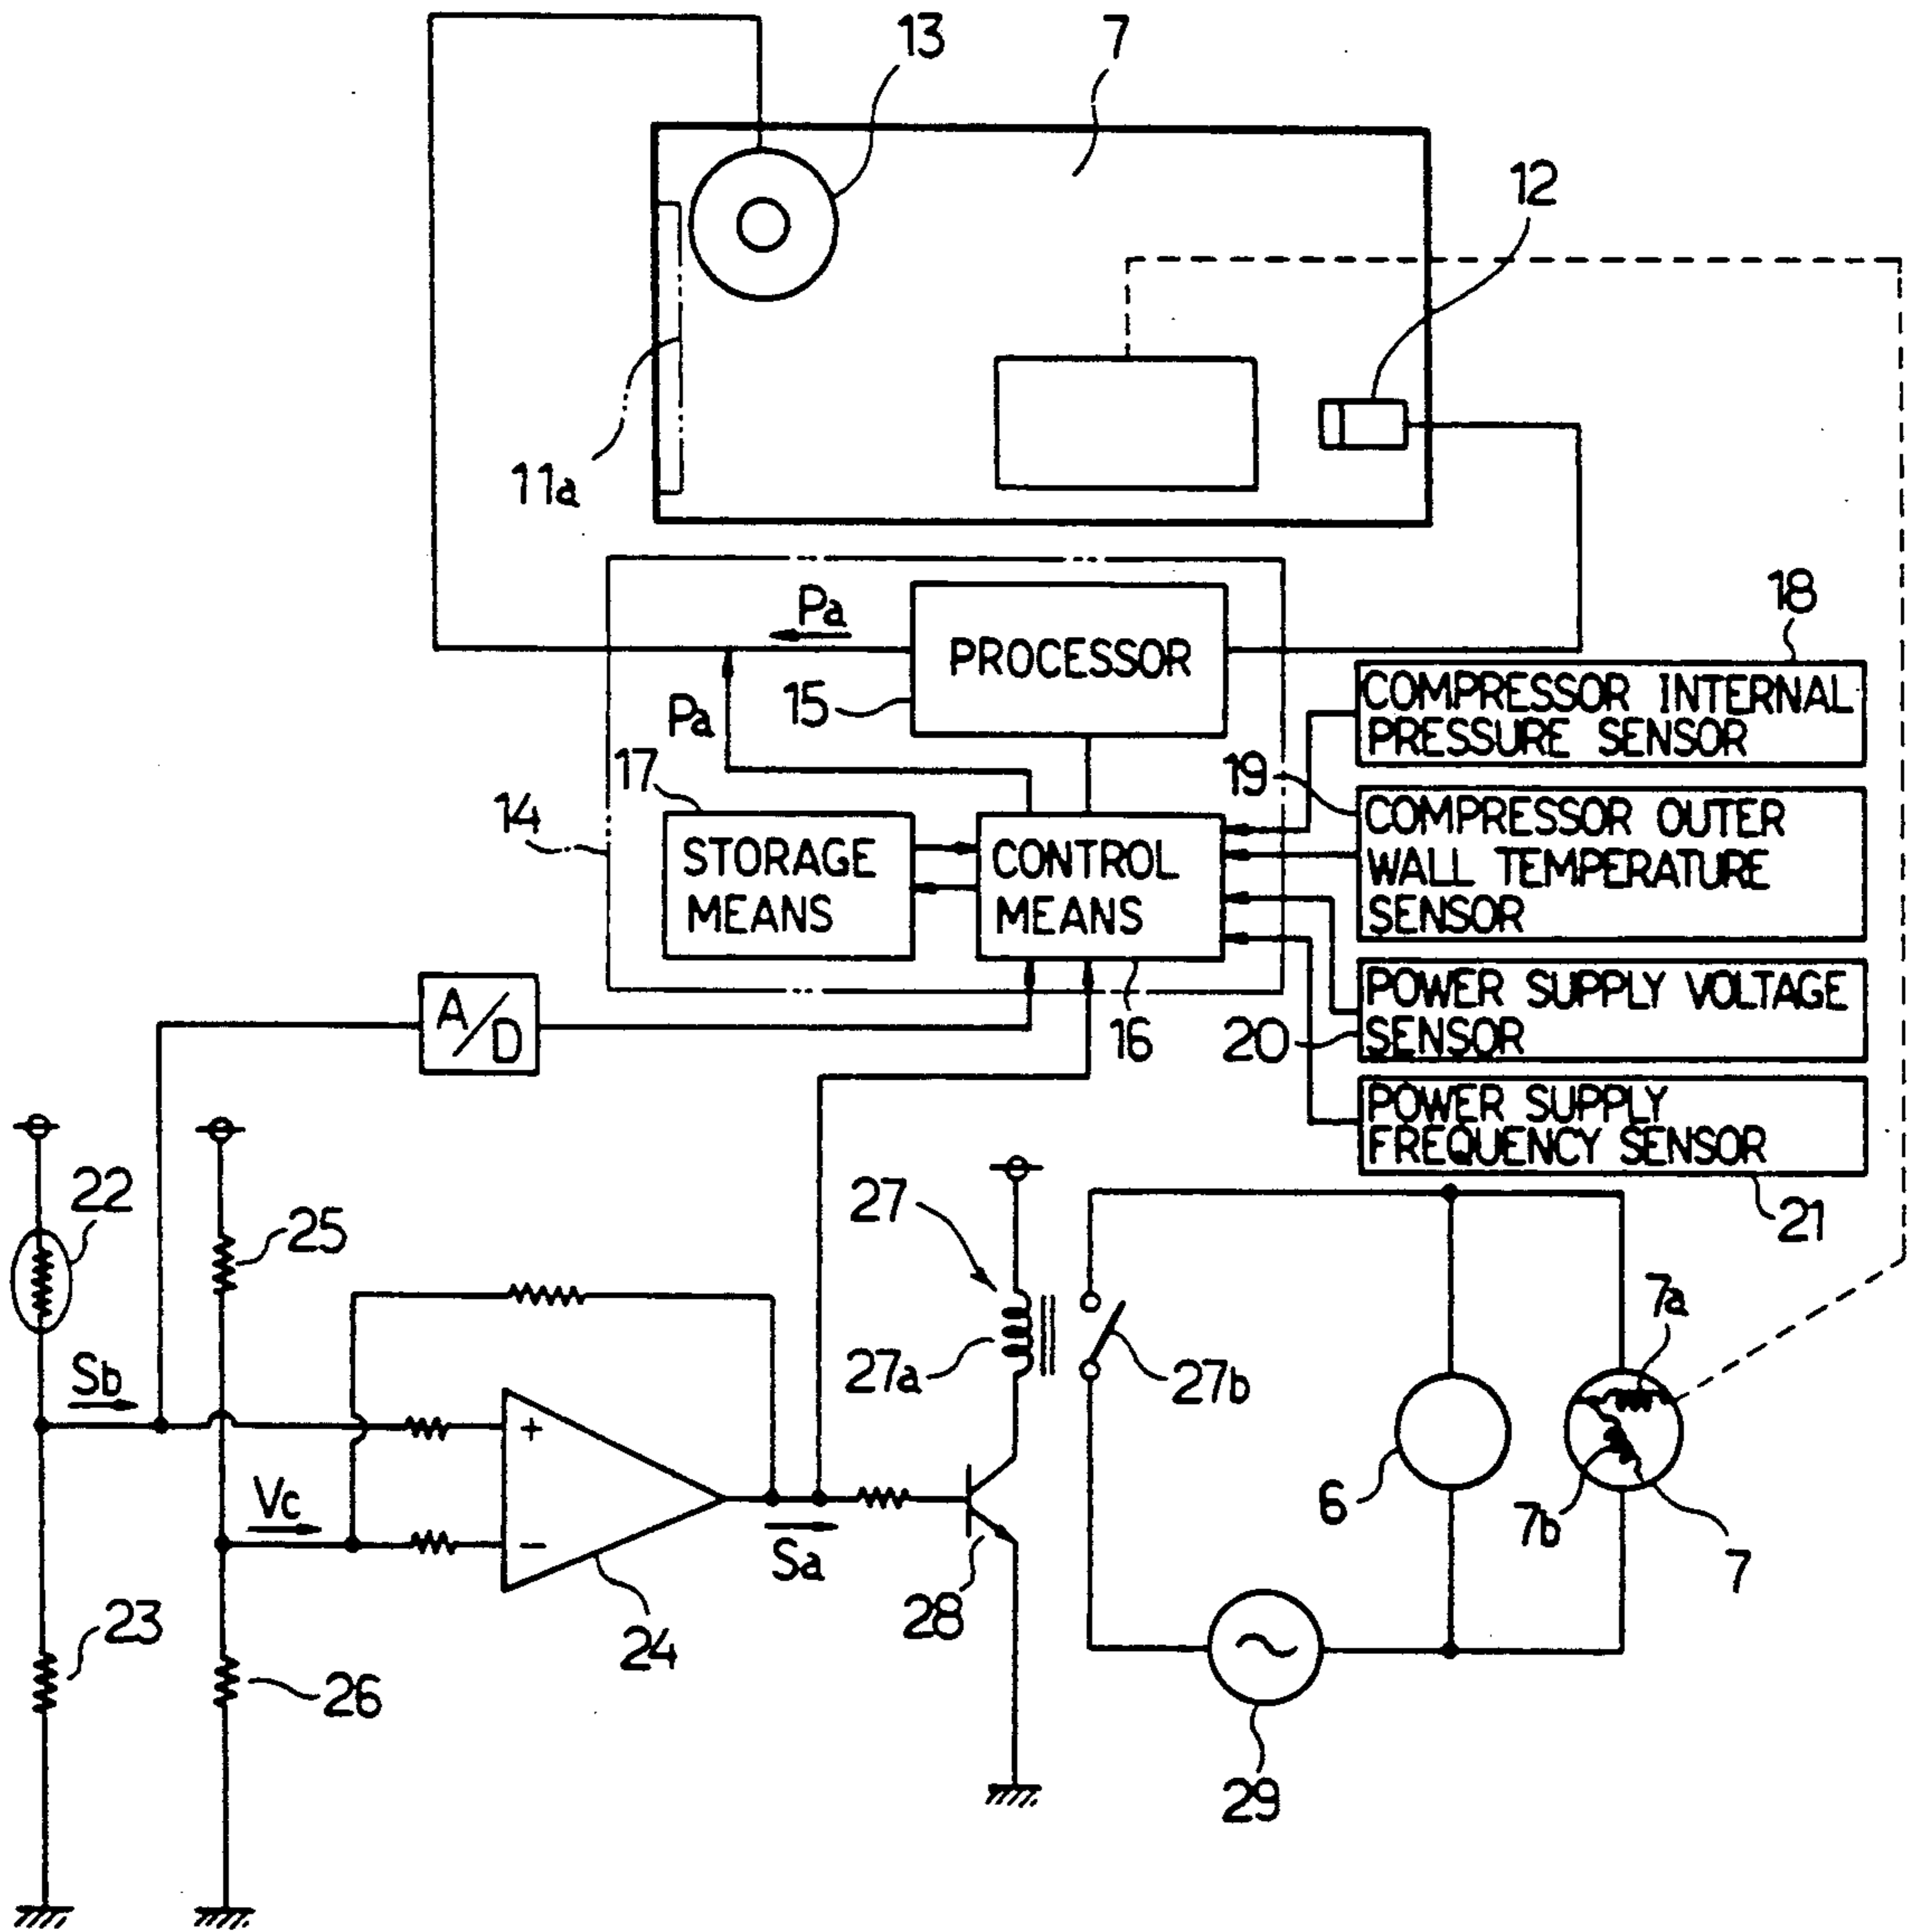 13
7
12
11a
Pa
PROCESSOR
15
Pa
18
COMPRESSOR INTERNAL
PRESSURE SENSOR
17
14
STORAGE
MEANS
CONTROL
MEANS
19
COMPRESSOR OUTER
WALL TEMPERATURE
SENSOR
A/D
16
20
POWER SUPPLY VOLTAGE
SENSOR
POWER SUPPLY
FREQUENCY SENSOR
21
22
25
27
27a
27b
7a
Sb
+
Vc
−
Sa
24
28
6
7b
7
23
26
29